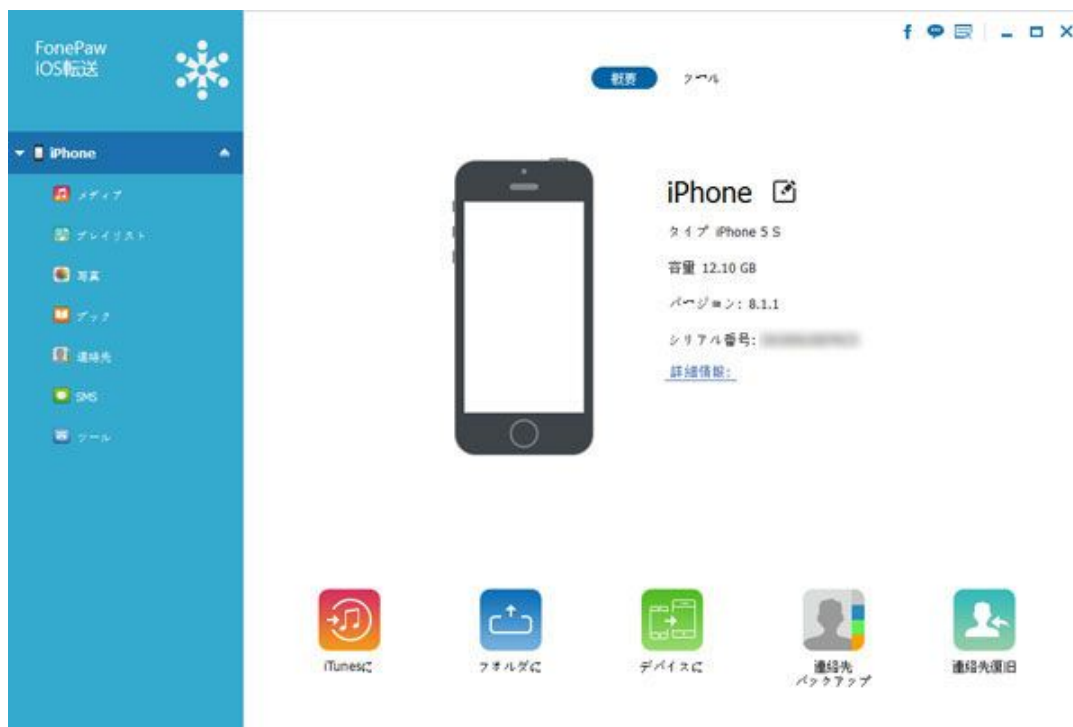 FonePaw
iOS転送
概要
ツール
iPhone
メディア
プレイリスト
写真
ブック
連絡先
SMS
ツール
iPhone
タイプ iPhone 5 S
容量 12.10 GB
バージョン: 8.1.1
シリアル番号:
詳細情報:
iTunesに
フォルダに
デバイスに
連絡先
バックアップ
連絡先復旧